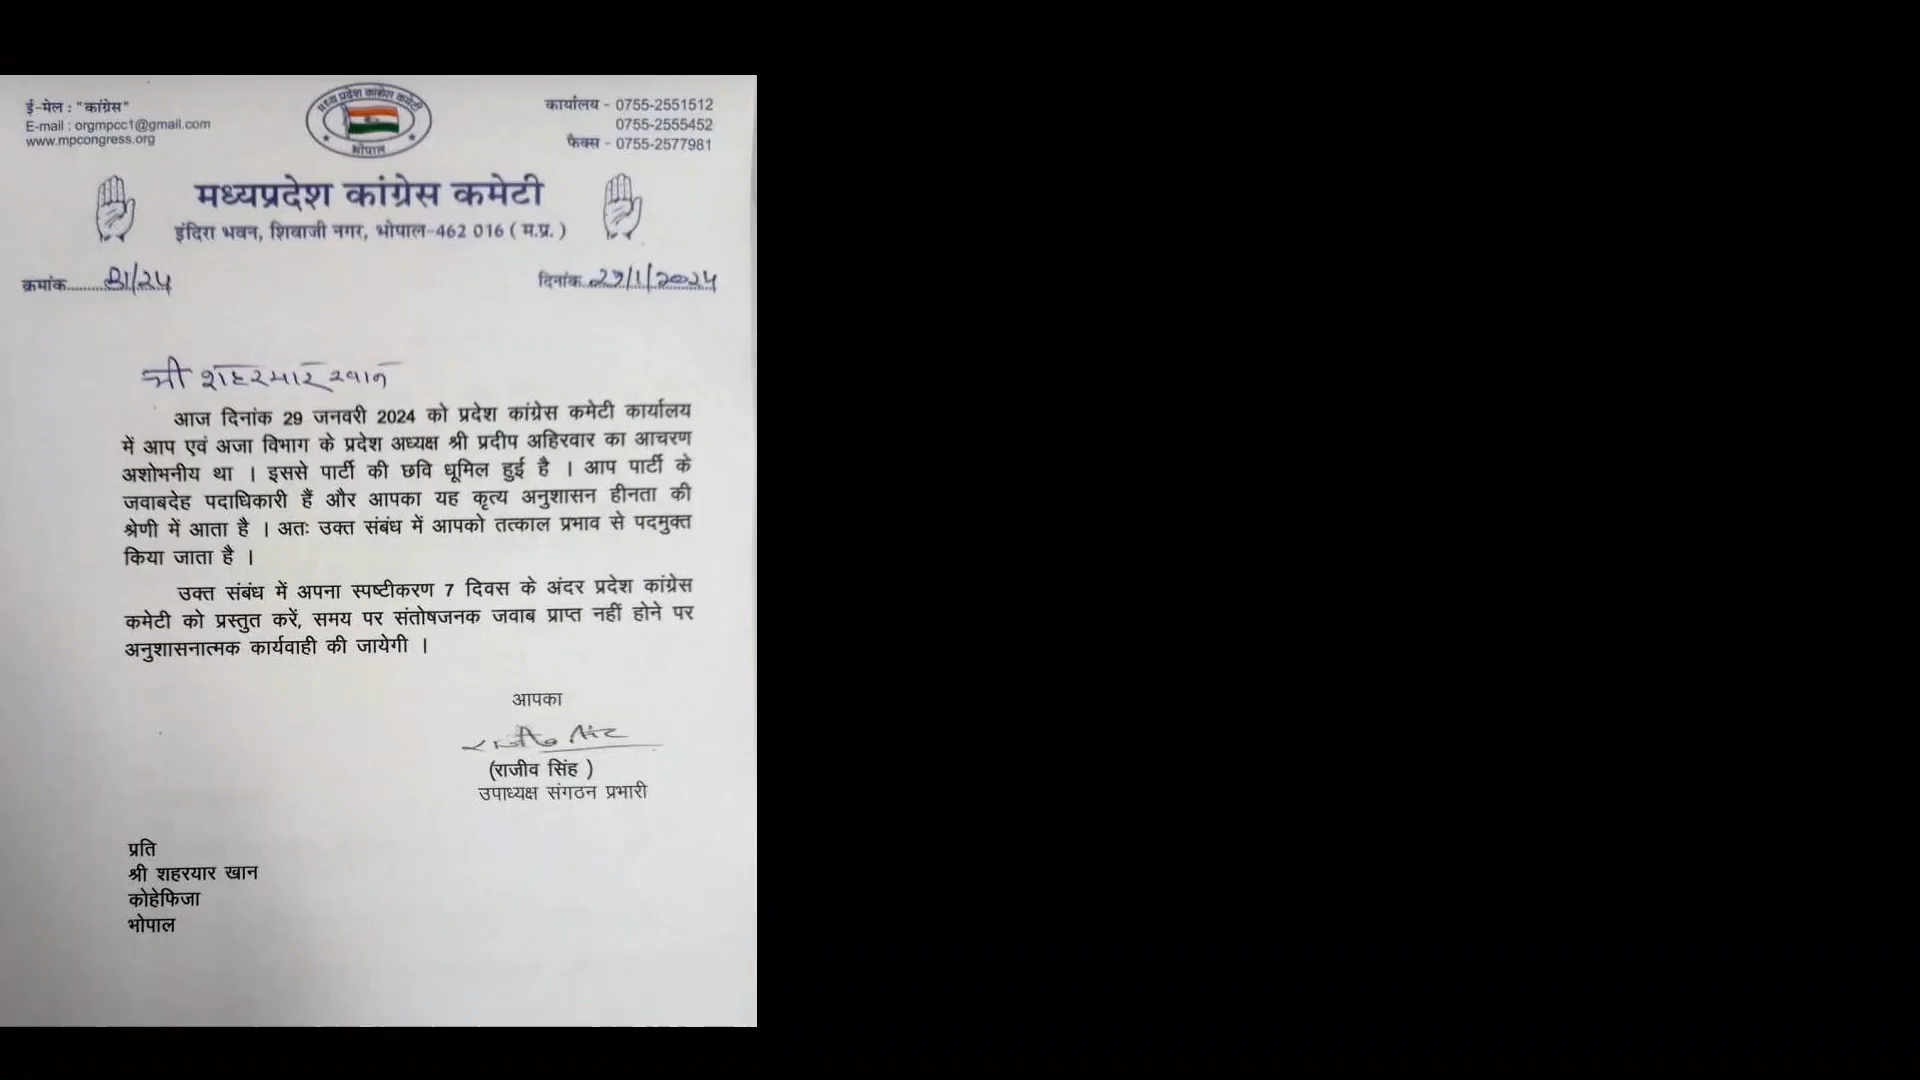 ई-मेल : "कांग्रेस"
E-mail : orgmpcc1@gmail.com
www.mpcongress.org
मध्य प्रदेश कांग्रेस कमेटी
भोपाल
कार्यालय - 0755-2551512
0755-2555452
फैक्स - 0755-2577981
मध्यप्रदेश कांग्रेस कमेटी
इंदिरा भवन, शिवाजी नगर, भोपाल-462 016 ( म.प्र. )
क्रमांक.........../24
दिनांक..29/1/2024
श्री शहरयार खान
आज दिनांक 29 जनवरी 2024 को प्रदेश कांग्रेस कमेटी कार्यालय
में आप एवं अजा विभाग के प्रदेश अध्यक्ष श्री प्रदीप अहिरवार का आचरण
अशोभनीय था । इससे पार्टी की छवि धूमिल हुई है । आप पार्टी के
जवाबदेह पदाधिकारी हैं और आपका यह कृत्य अनुशासन हीनता की
श्रेणी में आता है । अतः उक्त संबंध में आपको तत्काल प्रभाव से पदमुक्त
किया जाता है ।
उक्त संबंध में अपना स्पष्टीकरण 7 दिवस के अंदर प्रदेश कांग्रेस
कमेटी को प्रस्तुत करें, समय पर संतोषजनक जवाब प्राप्त नहीं होने पर
अनुशासनात्मक कार्यवाही की जायेगी ।
आपका
(राजीव सिंह )
उपाध्यक्ष संगठन प्रभारी
प्रति
श्री शहरयार खान
कोहेफिजा
भोपाल